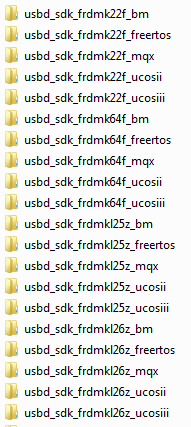 usbd_sdk_frdmk22f_bm
usbd_sdk_frdmk22f_freertos
usbd_sdk_frdmk22f_mqx
usbd_sdk_frdmk22f_ucosii
usbd_sdk_frdmk22f_ucosiii
usbd_sdk_frdmk64f_bm
usbd_sdk_frdmk64f_freertos
usbd_sdk_frdmk64f_mqx
usbd_sdk_frdmk64f_ucosii
usbd_sdk_frdmk64f_ucosiii
usbd_sdk_frdmkl25z_bm
usbd_sdk_frdmkl25z_freertos
usbd_sdk_frdmkl25z_mqx
usbd_sdk_frdmkl25z_ucosii
usbd_sdk_frdmkl25z_ucosiii
usbd_sdk_frdmkl26z_bm
usbd_sdk_frdmkl26z_freertos
usbd_sdk_frdmkl26z_mqx
usbd_sdk_frdmkl26z_ucosii
usbd_sdk_frdmkl26z_ucosiii